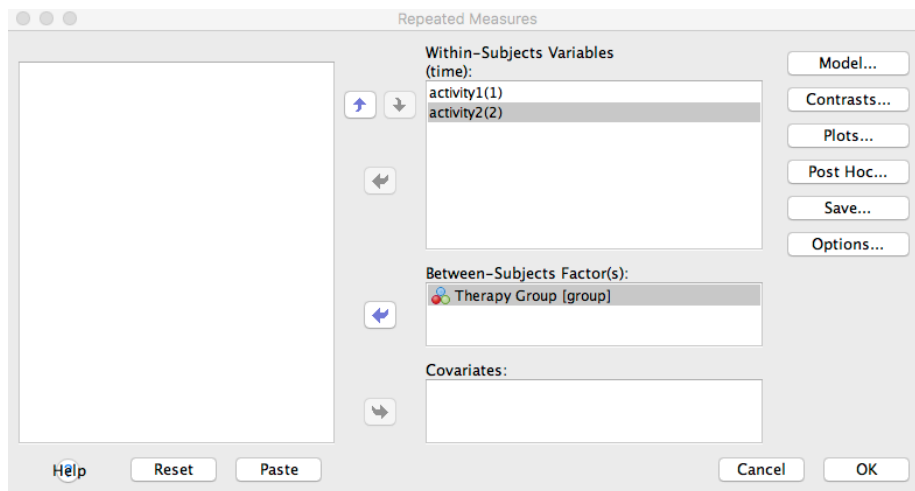 Repeated Measures
Within-Subjects Variables
(time):
activity1(1)
activity2(2)
Between-Subjects Factor(s):
Therapy Group [group]
Covariates:
Model...
Contrasts...
Plots...
Post Hoc...
Save...
Options...
Help
Reset
Paste
Cancel
OK